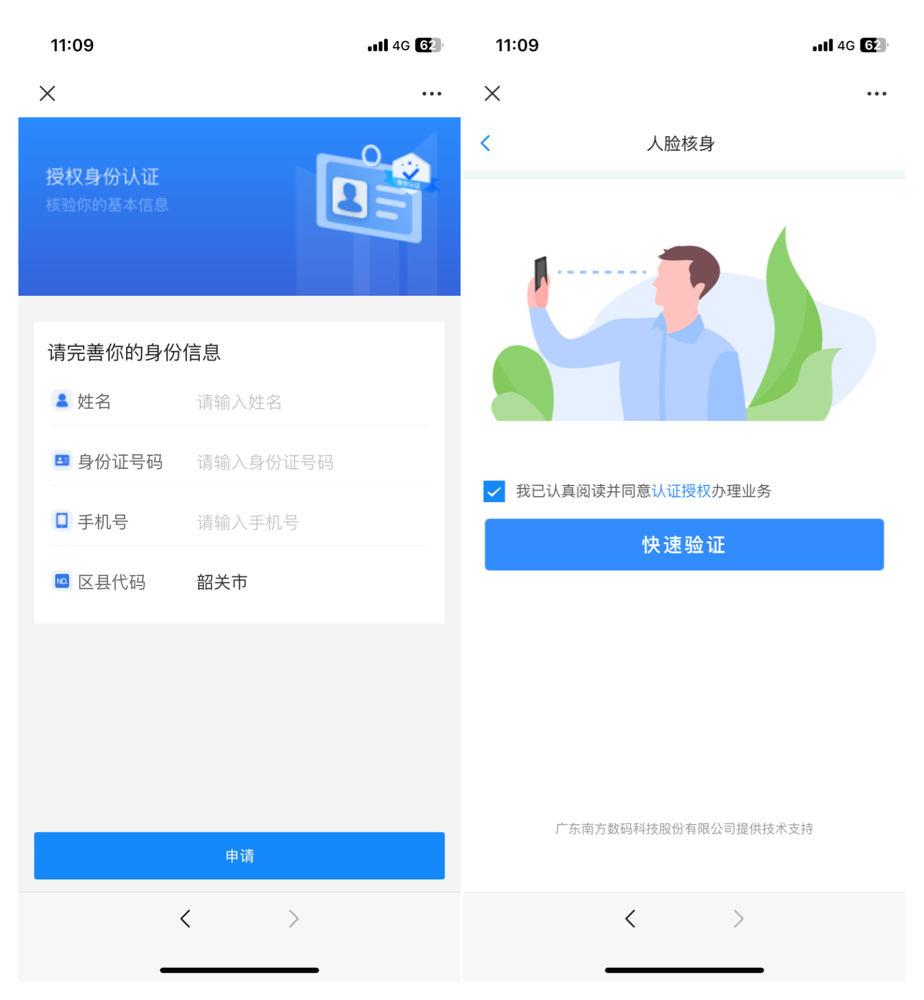 11:09
4G 62
授权身份认证
核验你的基本信息
身份认证
请完善你的身份信息
姓名 请输入姓名
身份证号码 请输入身份证号码
手机号 请输入手机号
NO. 区县代码 韶关市
申请
11:09
4G 62
人脸核身
我已认真阅读并同意认证授权办理业务
快速验证
广东南方数码科技股份有限公司提供技术支持